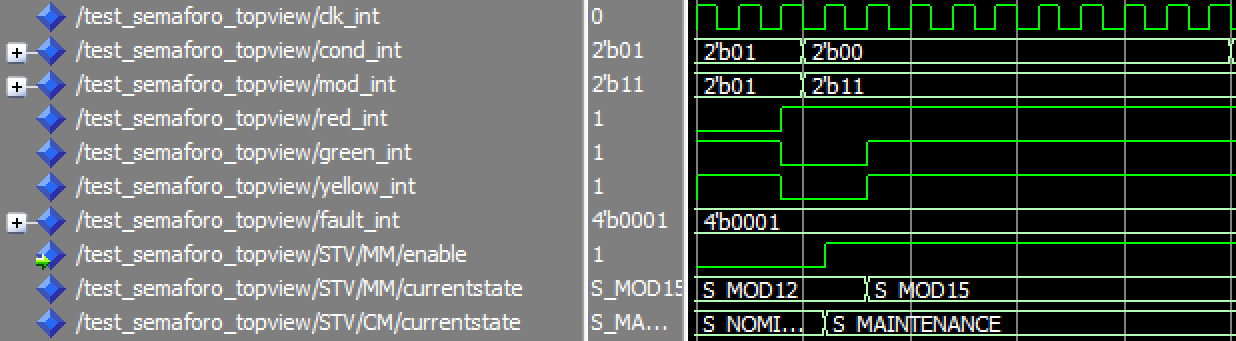 /test_semaforo_topview/clk_int 0
/test_semaforo_topview/cond_int 2'b01 2'b01 2'b00
/test_semaforo_topview/mod_int 2'b11 2'b01 2'b11
/test_semaforo_topview/red_int 1
/test_semaforo_topview/green_int 1
/test_semaforo_topview/yellow_int 1
/test_semaforo_topview/fault_int 4'b0001 4'b0001
/test_semaforo_topview/STV/MM/enable 1
/test_semaforo_topview/STV/MM/currentstate S_MOD15 S_MOD12 S_MOD15
/test_semaforo_topview/STV/CM/currentstate S_MA... S_NOMI... S_MAINTENANCE